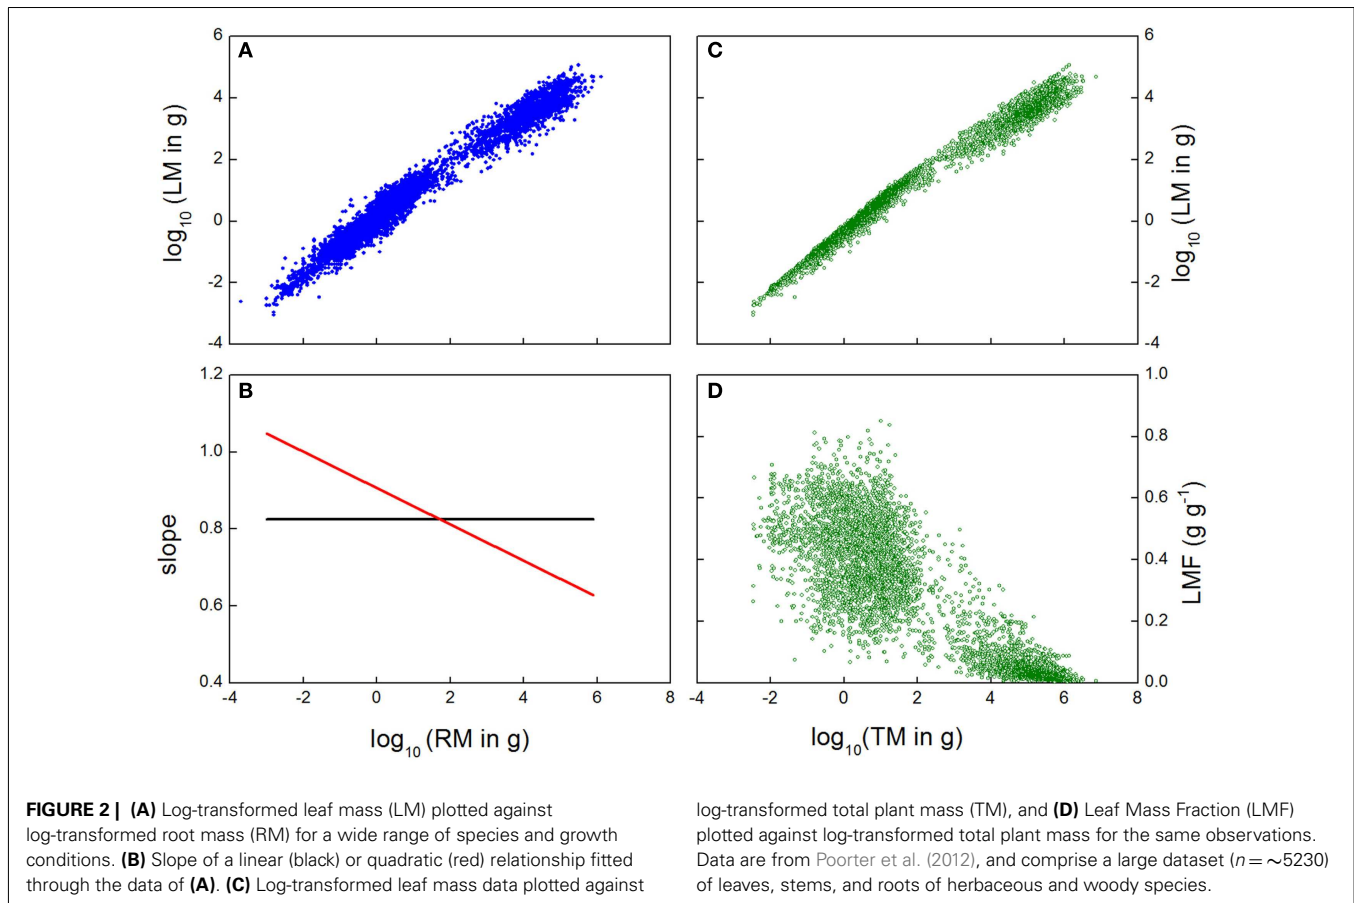 A
6
4
2
0
-2
-4
log10 (LM in g)
C
6
4
2
0
-2
-4
log10 (LM in g)
B
1.2
1.0
0.8
0.6
0.4
slope
-4 -2 0 2 4 6 8
log10 (RM in g)
D
1.0
0.8
0.6
0.4
0.2
0.0
LMF (g g-1)
-4 -2 0 2 4 6 8
log10(TM in g)
FIGURE 2 | (A) Log-transformed leaf mass (LM) plotted against
log-transformed root mass (RM) for a wide range of species and growth
conditions. (B) Slope of a linear (black) or quadratic (red) relationship fitted
through the data of (A). (C) Log-transformed leaf mass data plotted against
log-transformed total plant mass (TM), and (D) Leaf Mass Fraction (LMF)
plotted against log-transformed total plant mass for the same observations.
Data are from Poorter et al. (2012), and comprise a large dataset (n = ~5230)
of leaves, stems, and roots of herbaceous and woody species.